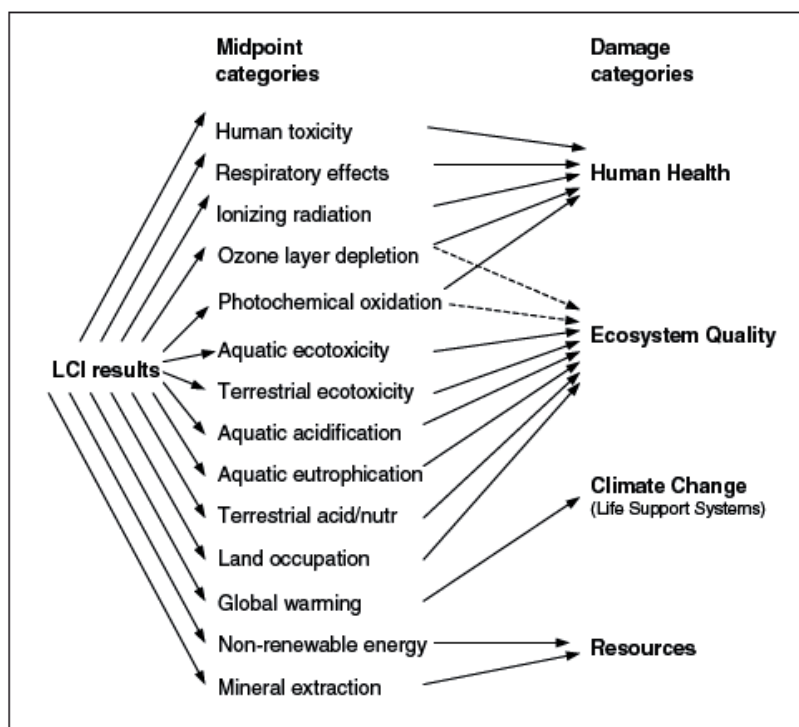 Midpoint
categories
Damage
categories
Human toxicity
Respiratory effects
Human Health
Ionizing radiation
Ozone layer depletion
Photochemical oxidation
Ecosystem Quality
Aquatic ecotoxicity
LCI results
Terrestrial ecotoxicity
Aquatic acidification
Aquatic eutrophication
Climate Change
(Life Support Systems)
Terrestrial acid/nutr
Land occupation
Global warming
Non-renewable energy
Resources
Mineral extraction